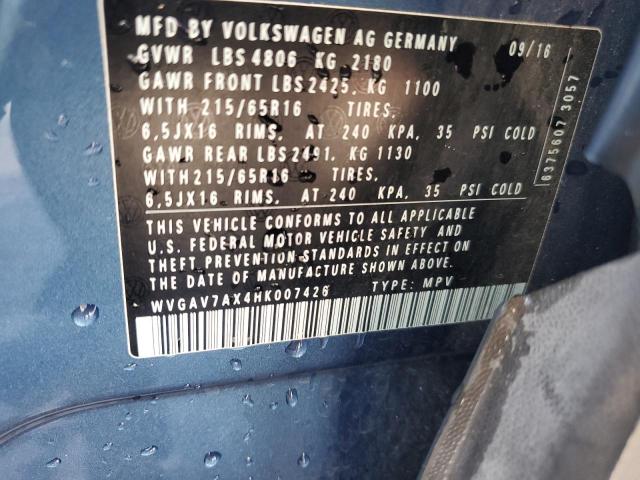 MFD BY VOLKSWAGEN AG GERMANY 09/16
GVWR LBS 4806 KG 2180
GAWR FRONT LBS 2425, KG 1100
WITH 215/65R16 TIRES,
6,5JX16 RIMS, AT 240 KPA, 35 PSI COLD
GAWR REAR LBS 2491, KG 1130
WITH 215/65R16 TIRES,
6,5JX16 RIMS, AT 240 KPA, 35 PSI COLD
THIS VEHICLE CONFORMS TO ALL APPLICABLE
U.S. FEDERAL MOTOR VEHICLE SAFETY AND
THEFT PREVENTION STANDARDS IN EFFECT ON
THE DATE OF MANUFACTURE SHOWN ABOVE.
WVGAV7AX4HK007426 TYPE: MPV
8375607 3057